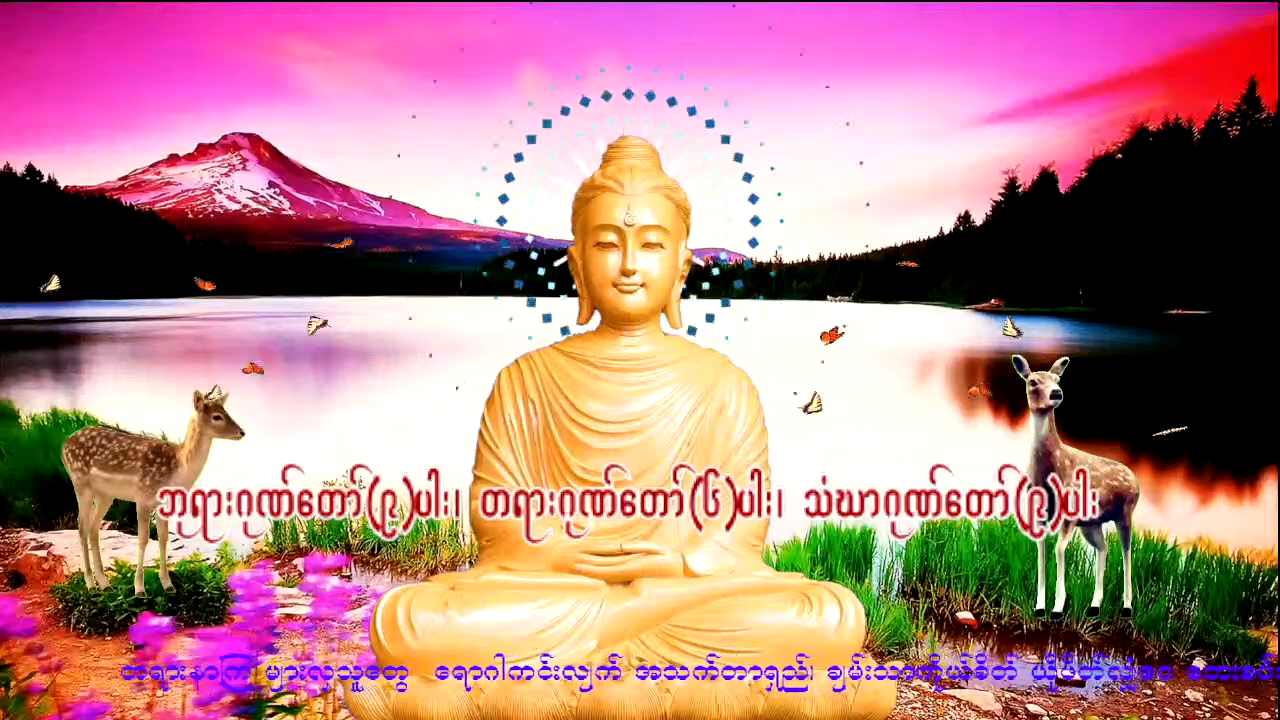 ဘုရားဂုဏ်တော်(၉)ပါး၊ တရားဂုဏ်တော်(၆)ပါး၊ သံဃာဂုဏ်တော်(၉)ပါး
တရားနာကြ များလှသူတွေ ရောဂါကင်းလျက် အသက်တာရှည်၊ ချမ်းသာကိုယ်စိတ်